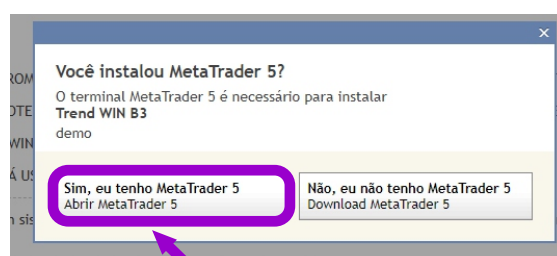 Você instalou MetaTrader 5?
O terminal MetaTrader 5 é necessário para instalar
Trend WIN B3
demo
Sim, eu tenho MetaTrader 5
Abrir MetaTrader 5
Não, eu não tenho MetaTrader 5
Download MetaTrader 5